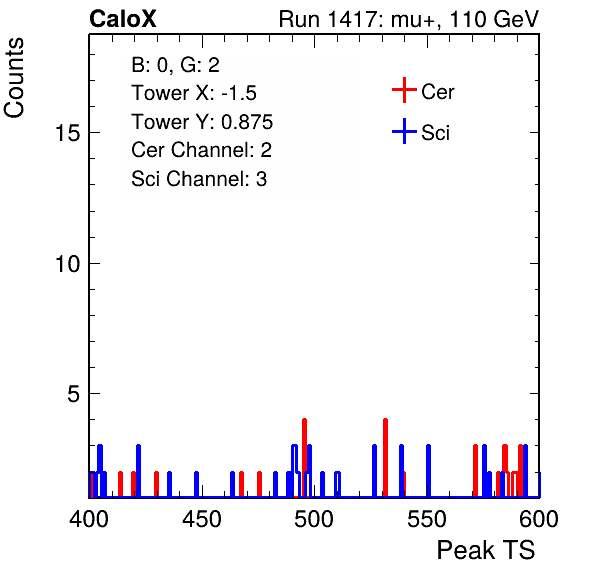 CaloX Run 1417: mu+, 110 GeV
Counts
B: 0, G: 2
Tower X: -1.5
Tower Y: 0.875
Cer Channel: 2
Sci Channel: 3
Cer
Sci
15
10
5
400 450 500 550 600
Peak TS